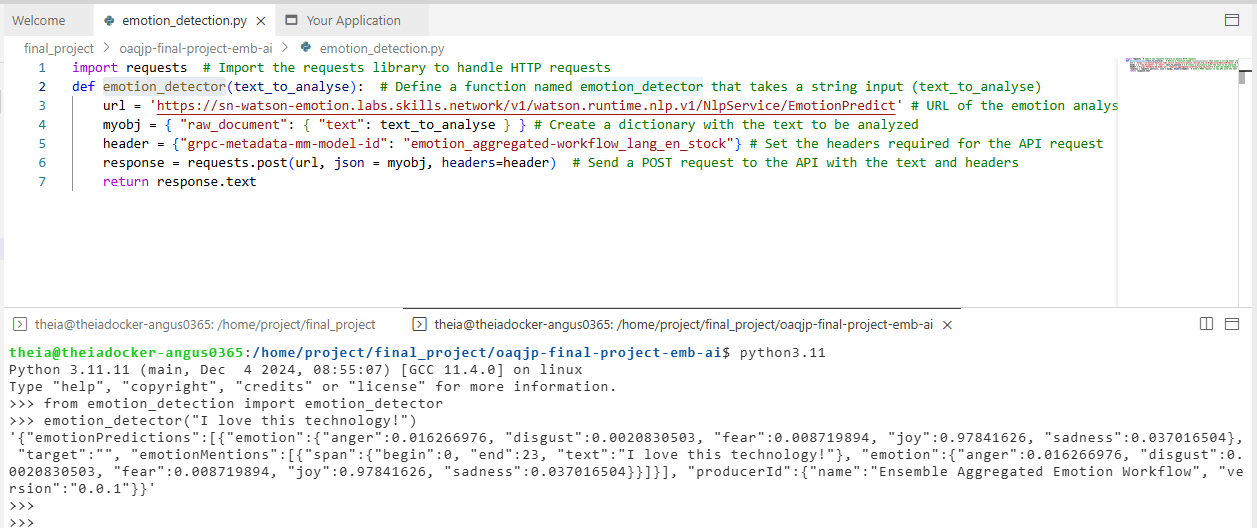 Welcome emotion_detection.py Your Application
final_project oaqjp-final-project-emb-ai emotion_detection.py
1 import requests # Import the requests library to handle HTTP requests
2 def emotion_detector(text_to_analyse): # Define a function named emotion_detector that takes a string input (text_to_analyse)
3 url = 'https://sn-watson-emotion.labs.skills.network/v1/watson.runtime.nlp.v1/NlpService/EmotionPredict' # URL of the emotion analys
4 myobj = { "raw_document": { "text": text_to_analyse } } # Create a dictionary with the text to be analyzed
5 header = {"grpc-metadata-mm-model-id": "emotion_aggregated-workflow_lang_en_stock"} # Set the headers required for the API request
6 response = requests.post(url, json = myobj, headers=header) # Send a POST request to the API with the text and headers
7 return response.text
theia@theiadocker-angus0365: /home/project/final_project theia@theiadocker-angus0365: /home/project/final_project/oaqjp-final-project-emb-ai
theia@theiadocker-angus0365:/home/project/final_project/oaqjp-final-project-emb-ai$ python3.11
Python 3.11.11 (main, Dec  4 2024, 08:55:07) [GCC 11.4.0] on linux
Type "help", "copyright", "credits" or "license" for more information.
>>> from emotion_detection import emotion_detector
>>> emotion_detector("I love this technology!")
'{"emotionPredictions":[{"emotion":{"anger":0.016266976, "disgust":0.0020830503, "fear":0.008719894, "joy":0.97841626, "sadness":0.037016504},
"target":"", "emotionMentions":[{"span":{"begin":0, "end":23, "text":"I love this technology!"}, "emotion":{"anger":0.016266976, "disgust":0.
0020830503, "fear":0.008719894, "joy":0.97841626, "sadness":0.037016504}}]}], "producerId":{"name":"Ensemble Aggregated Emotion Workflow", "ve
rsion":"0.0.1"}}'
>>>
>>>